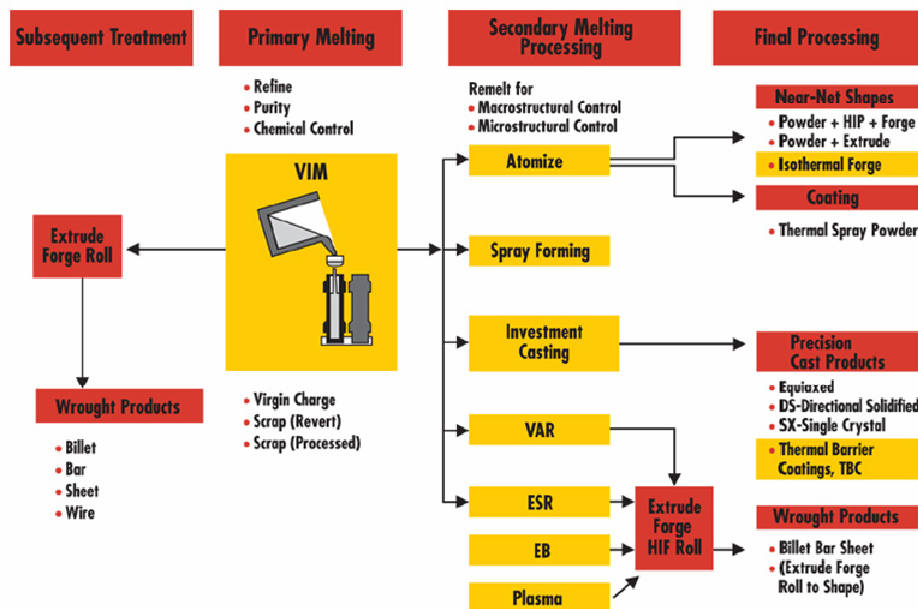 Subsequent Treatment
Primary Melting
Secondary Melting
Processing
Final Processing
• Refine
• Purity
• Chemical Control
VIM
Extrude
Forge Roll
Wrought Products
• Billet
• Bar
• Sheet
• Wire
• Virgin Charge
• Scrap (Revert)
• Scrap (Processed)
Remelt for
• Macrostructural Control
• Microstructural Control
Atomize
Spray Forming
Investment
Casting
VAR
ESR
EB
Plasma
Extrude
Forge
HIF Roll
Near-Net Shapes
• Powder + HIP + Forge
• Powder + Extrude
• Isothermal Forge
Coating
• Thermal Spray Powder
Precision
Cast Products
• Equiaxed
• DS-Directional Solidified
• SX-Single Crystal
• Thermal Barrier
Coatings, TBC
Wrought Products
• Billet Bar Sheet
• (Extrude Forge
Roll to Shape)